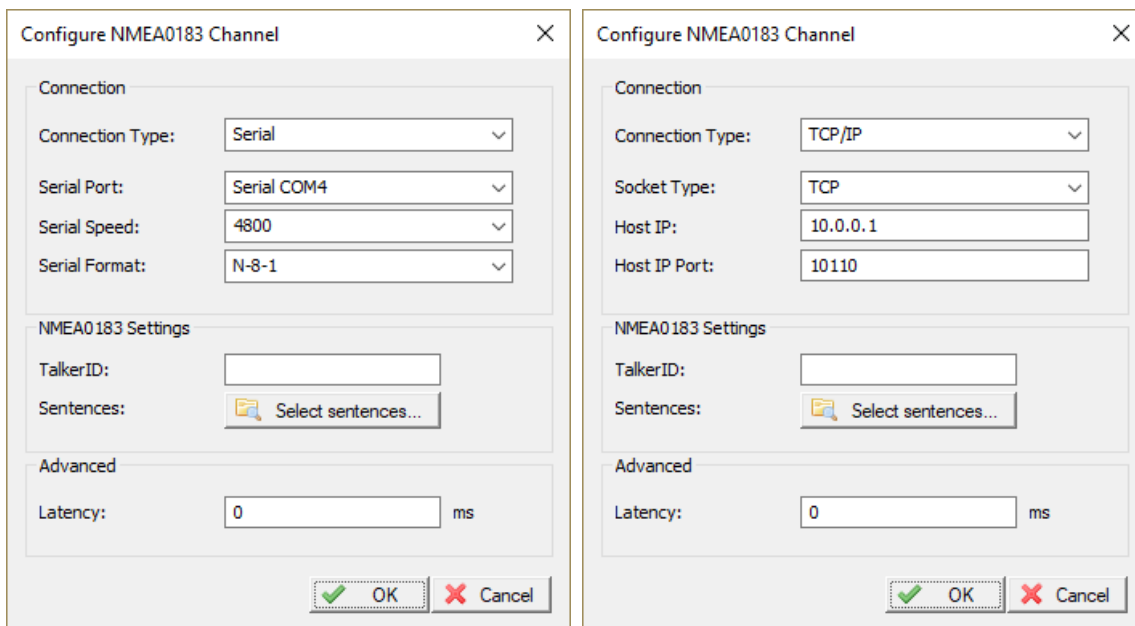 Configure NMEA0183 Channel
Connection
Connection Type: Serial
Serial Port: Serial COM4
Serial Speed: 4800
Serial Format: N-8-1
NMEA0183 Settings
TalkerID:
Sentences: Select sentences...
Advanced
Latency: 0 ms
OK Cancel
Configure NMEA0183 Channel
Connection
Connection Type: TCP/IP
Socket Type: TCP
Host IP: 10.0.0.1
Host IP Port: 10110
NMEA0183 Settings
TalkerID:
Sentences: Select sentences...
Advanced
Latency: 0 ms
OK Cancel